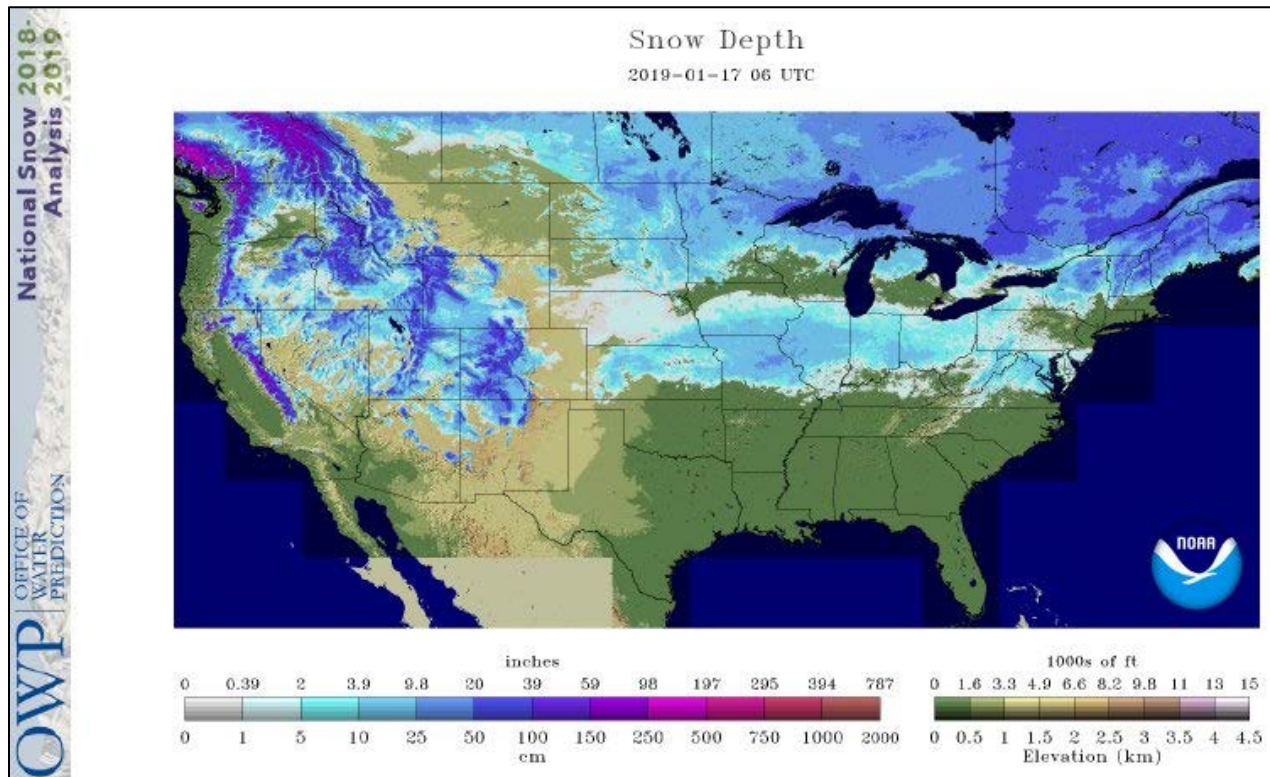 National Snow 2018-
Analysis 2019
OWP
OFFICE OF
WATER
PREDICTION
Snow Depth
2019-01-17 06 UTC
NOAA
inches
0 0.39 2 3.9 9.8 20 39 59 98 197 295 394 787
0 1 5 10 25 50 100 150 250 500 750 1000 2000
cm
1000s of ft
0 1.6 3.3 4.9 6.6 8.2 9.8 11 13 15
0 0.5 1 1.5 2 2.5 3 3.5 4 4.5
Elevation (km)